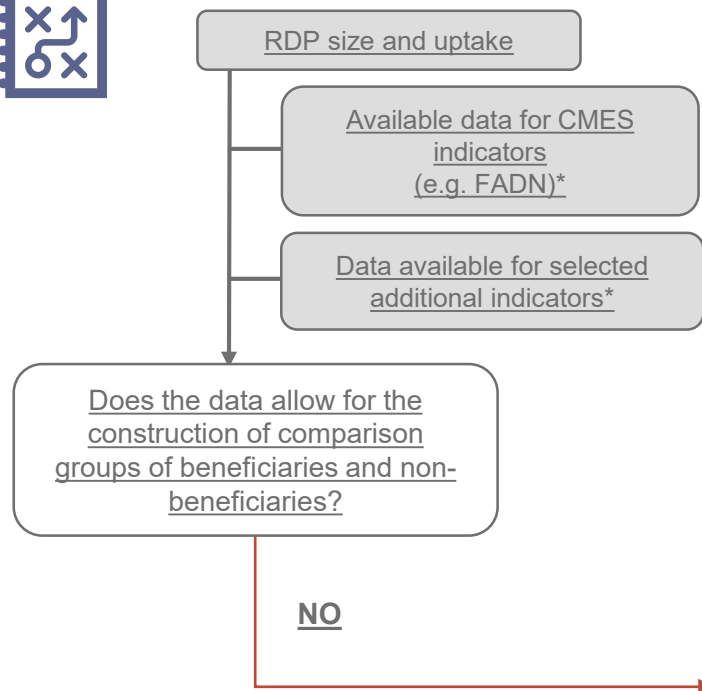 RDP size and uptake
Available data for CMES
indicators
(e.g. FADN)*
Data available for selected
additional indicators*
Does the data allow for the
construction of comparison
groups of beneficiaries and non-
beneficiaries?
NO